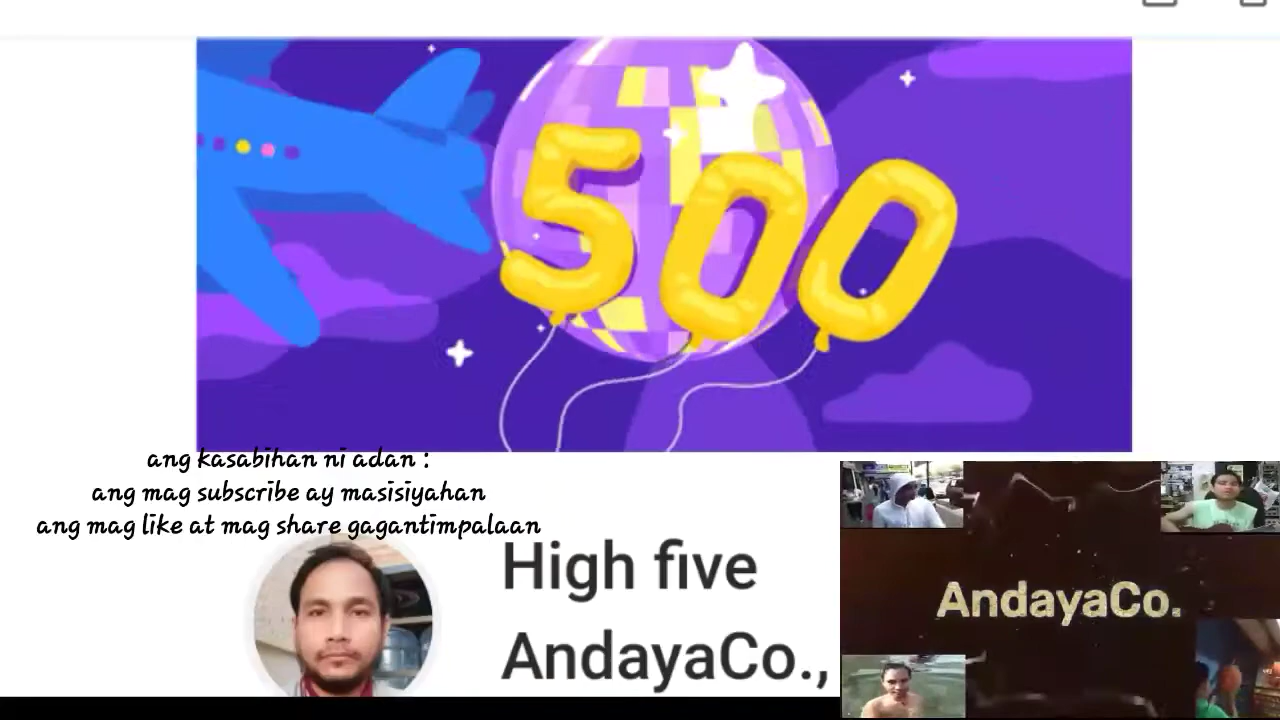 500
ang kasabihan ni adan :
ang mag subscribe ay masisiyahan
ang mag like at mag share gagantimpalaan
High five
AndayaCo.,
AndayaCo.